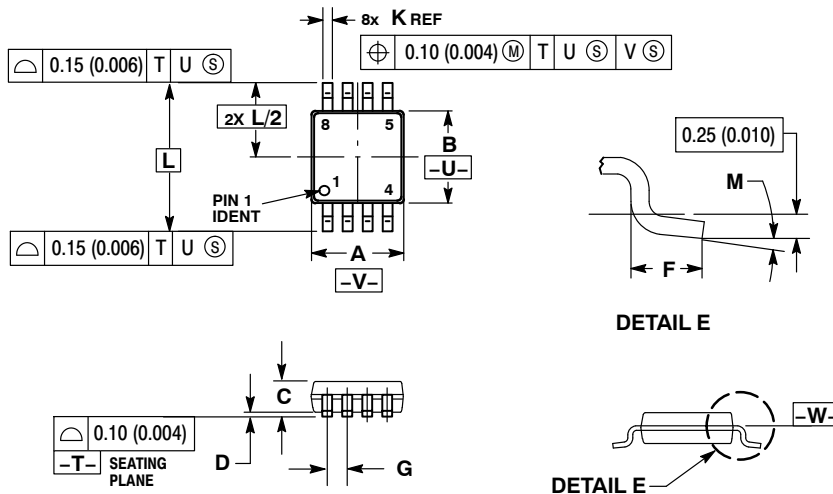 8x K REF
0.10 (0.004) Ⓜ T U Ⓢ V Ⓢ
0.15 (0.006) T U Ⓢ
2X L/2
L
8 5
B
–U–
PIN 1
IDENT
1 4
0.15 (0.006) T U Ⓢ
A
–V–
0.25 (0.010)
M
F
DETAIL E
C
0.10 (0.004)
–T– SEATING
PLANE
D
G
–W–
DETAIL E